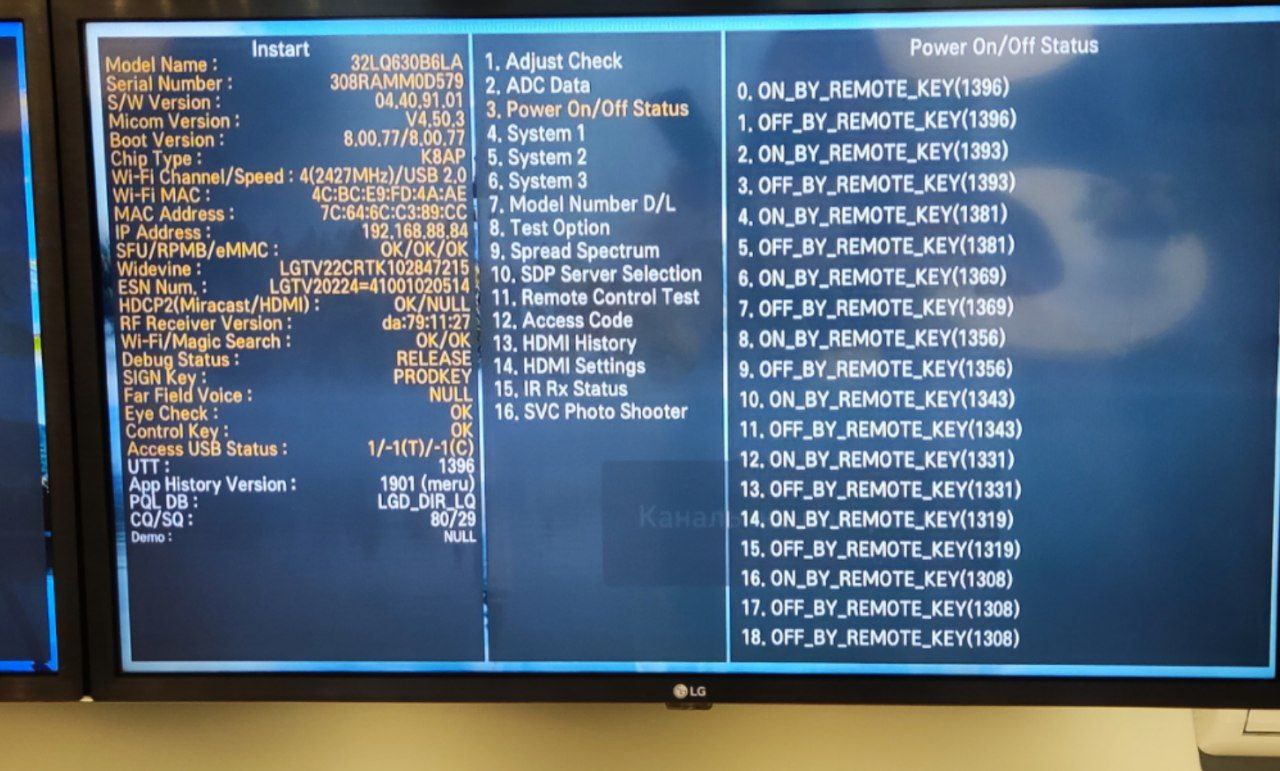 Instart
Model Name : 32LQ630B6LA
Serial Number : 308RAMM0D579
S/W Version : 04.40.91.01
Micom Version : V4.50.3
Boot Version : 8.00.77/8.00.77
Chip Type : K8AP
Wi-Fi Channel/Speed : 4(2427MHz)/USB 2.0
Wi-Fi MAC : 4C:BC:E9:FD:4A:AE
MAC Address : 7C:64:6C:C3:89:CC
IP Address : 192.168.88.84
SFU/RPMB/eMMC : OK/OK/OK
Widevine : LGTV22CRTK102847215
ESN Num. : LGTV20224=41001020514
HDCP2(Miracast/HDMI) : OK/NULL
RF Receiver Version : da:79:11:27
Wi-Fi/Magic Search : OK/OK
Debug Status : RELEASE
SIGN Key : PRODKEY
Far Field Voice : NULL
Eye Check : OK
Control Key : OK
Access USB Status : 1/-1(T)/-1(C)
UTT : 1396
App History Version : 1901 (meru)
PQL DB : LGD_DIR_LQ
CQ/SQ : 80/29
Demo : NULL
1. Adjust Check
2. ADC Data
3. Power On/Off Status
4. System 1
5. System 2
6. System 3
7. Model Number D/L
8. Test Option
9. Spread Spectrum
10. SDP Server Selection
11. Remote Control Test
12. Access Code
13. HDMI History
14. HDMI Settings
15. IR Rx Status
16. SVC Photo Shooter
Power On/Off Status
0. ON_BY_REMOTE_KEY(1396)
1. OFF_BY_REMOTE_KEY(1396)
2. ON_BY_REMOTE_KEY(1393)
3. OFF_BY_REMOTE_KEY(1393)
4. ON_BY_REMOTE_KEY(1381)
5. OFF_BY_REMOTE_KEY(1381)
6. ON_BY_REMOTE_KEY(1369)
7. OFF_BY_REMOTE_KEY(1369)
8. ON_BY_REMOTE_KEY(1356)
9. OFF_BY_REMOTE_KEY(1356)
10. ON_BY_REMOTE_KEY(1343)
11. OFF_BY_REMOTE_KEY(1343)
12. ON_BY_REMOTE_KEY(1331)
13. OFF_BY_REMOTE_KEY(1331)
14. ON_BY_REMOTE_KEY(1319)
15. OFF_BY_REMOTE_KEY(1319)
16. ON_BY_REMOTE_KEY(1308)
17. OFF_BY_REMOTE_KEY(1308)
18. OFF_BY_REMOTE_KEY(1308)
LG